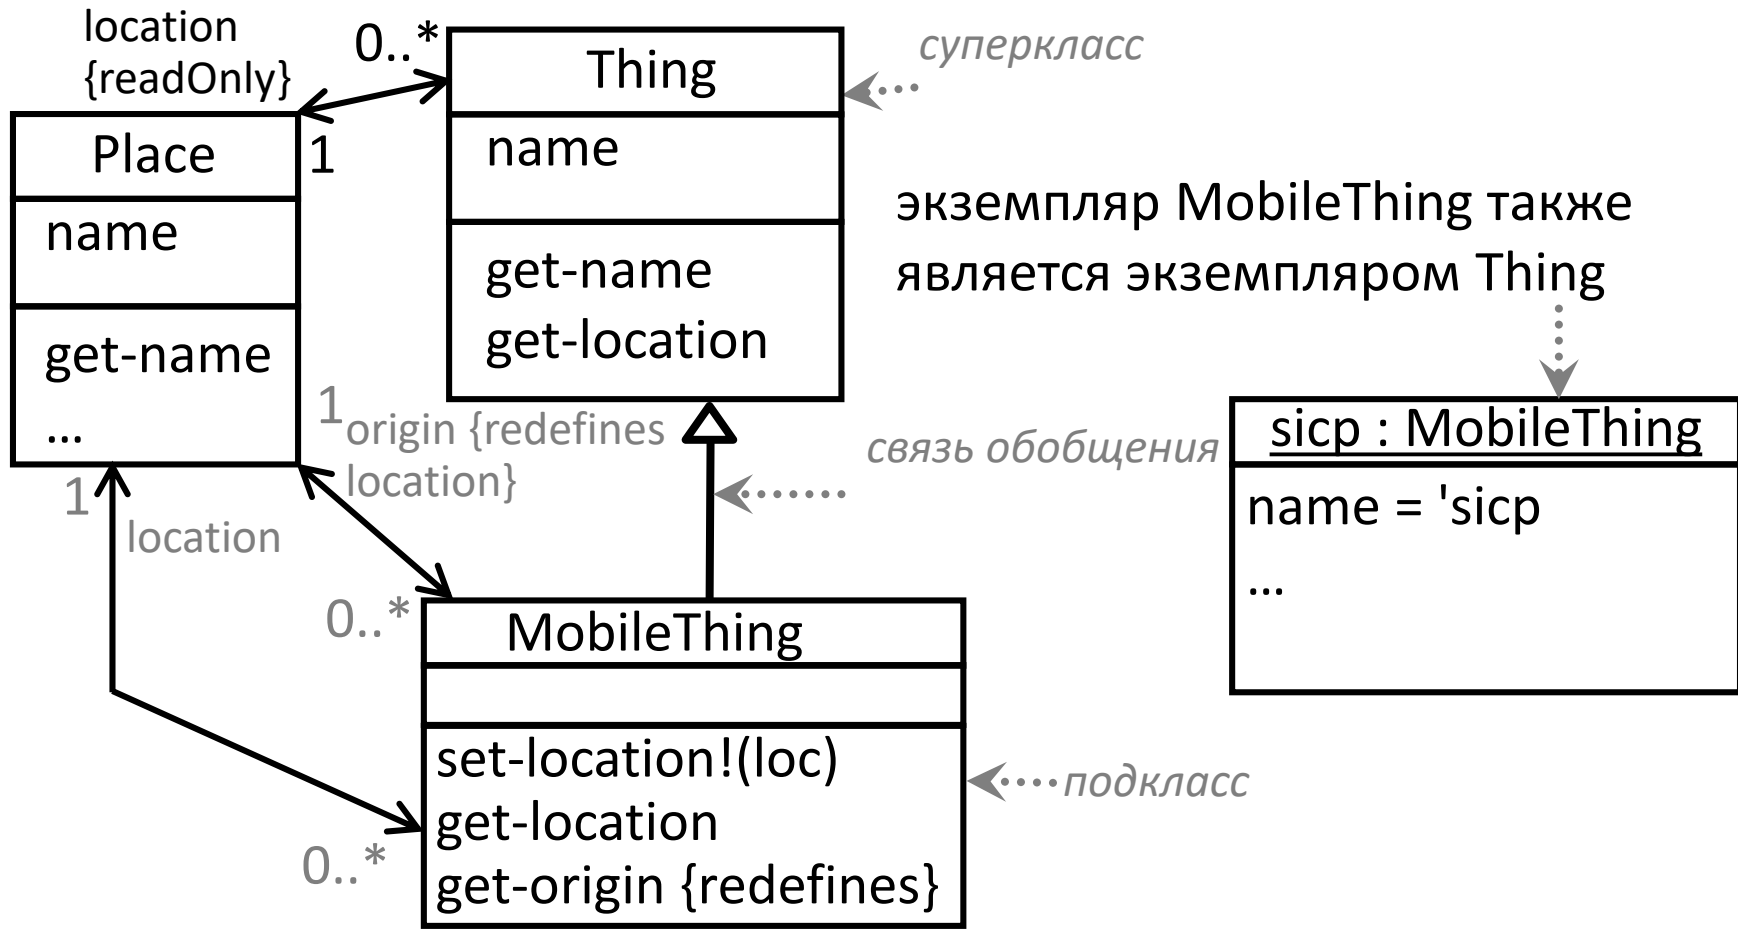 location
{readOnly}
0..*
1
Place
name
get-name
...
Thing
name
get-name
get-location
суперкласс
экземпляр MobileThing также
является экземпляром Thing
1
origin {redefines
location}
связь обобщения
sicp : MobileThing
name = 'sicp
...
1
location
0..*
MobileThing
set-location!(loc)
get-location
get-origin {redefines}
подкласс
0..*